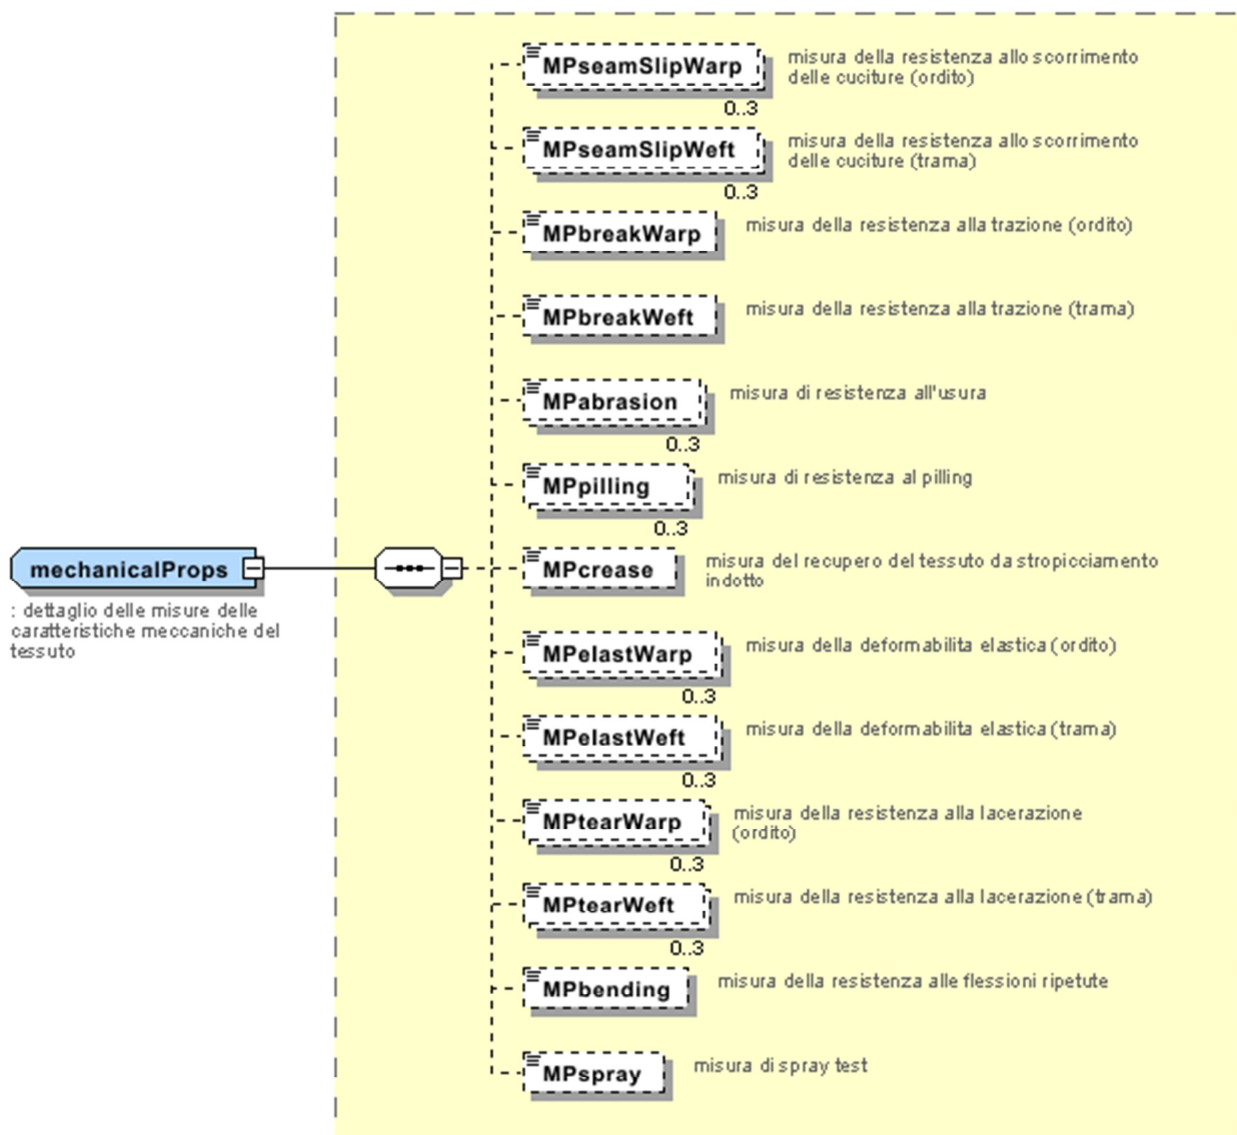 MPseamSlipWarp
misura della resistenza allo scorrimento
delle cuciture (ordito)
0..3
MPseamSlipWeft
misura della resistenza allo scorrimento
delle cuciture (trama)
0..3
MPbreakWarp
misura della resistenza alla trazione (ordito)
MPbreakWeft
misura della resistenza alla trazione (trama)
MPabrasion
misura di resistenza all'usura
0..3
MPpilling
misura di resistenza al pilling
0..3
mechanicalProps
: dettaglio delle misure delle
caratteristiche meccaniche del
tessuto
MPcrease
misura del recupero del tessuto da stropicciamento
indotto
MPelastWarp
misura della deformabilita elastica (ordito)
0..3
MPelastWeft
misura della deformabilita elastica (trama)
0..3
MPtearWarp
misura della resistenza alla lacerazione
(ordito)
0..3
MPtearWeft
misura della resistenza alla lacerazione (trama)
0..3
MPbending
misura della resistenza alle flessioni ripetute
MPspray
misura di spray test